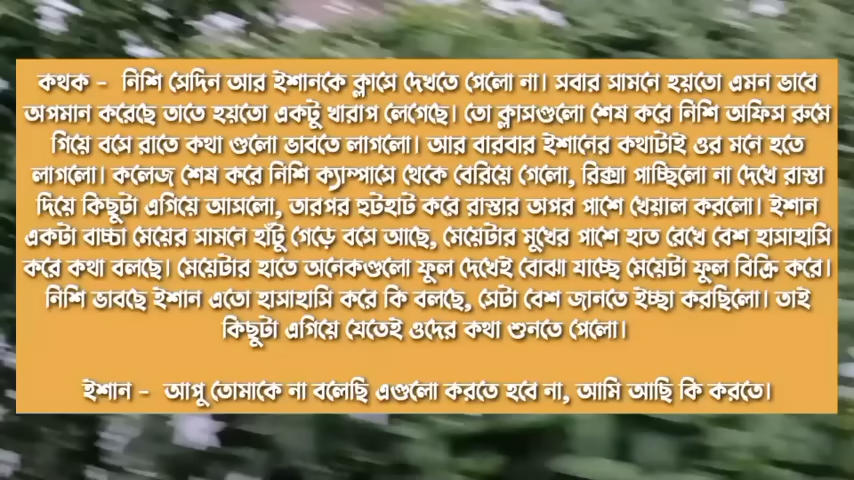 কথক - নিশি সেদিন আর ইশানকে ক্লাসে দেখতে পেলো না। সবার সামনে হয়তো এমন ভাবে
অপমান করেছে তাতে হয়তো একটু খারাপ লেগেছে। তো ক্লাসগুলো শেষ করে নিশি অফিস রুমে
গিয়ে বসে রাতে কথা গুলো ভাবতে লাগলো। আর বারবার ইশানের কথাটাই ওর মনে হতে
লাগলো। কলেজ শেষ করে নিশি ক্যাম্পাসে থেকে বেরিয়ে গেলো, রিক্সা পাচ্ছিলো না দেখে রাস্তা
দিয়ে কিছুটা এগিয়ে আসলো, তারপর হুটহাট করে রাস্তার অপর পাশে খেয়াল করলো। ইশান
একটা বাচ্চা মেয়ের সামনে হাঁটু গেড়ে বসে আছে, মেয়েটার মুখের পাশে হাত রেখে বেশ হাসাহাসি
করে কথা বলছে। মেয়েটার হাতে অনেকগুলো ফুল দেখেই বোঝা যাচ্ছে মেয়েটা ফুল বিক্রি করে।
নিশি ভাবছে ইশান এতো হাসাহাসি করে কি বলছে, সেটা বেশ জানতে ইচ্ছা করছিলো। তাই
কিছুটা এগিয়ে যেতেই ওদের কথা শুনতে পেলো।
ইশান - আপু তোমাকে না বলেছি এগুলো করতে হবে না, আমি আছি কি করতে।